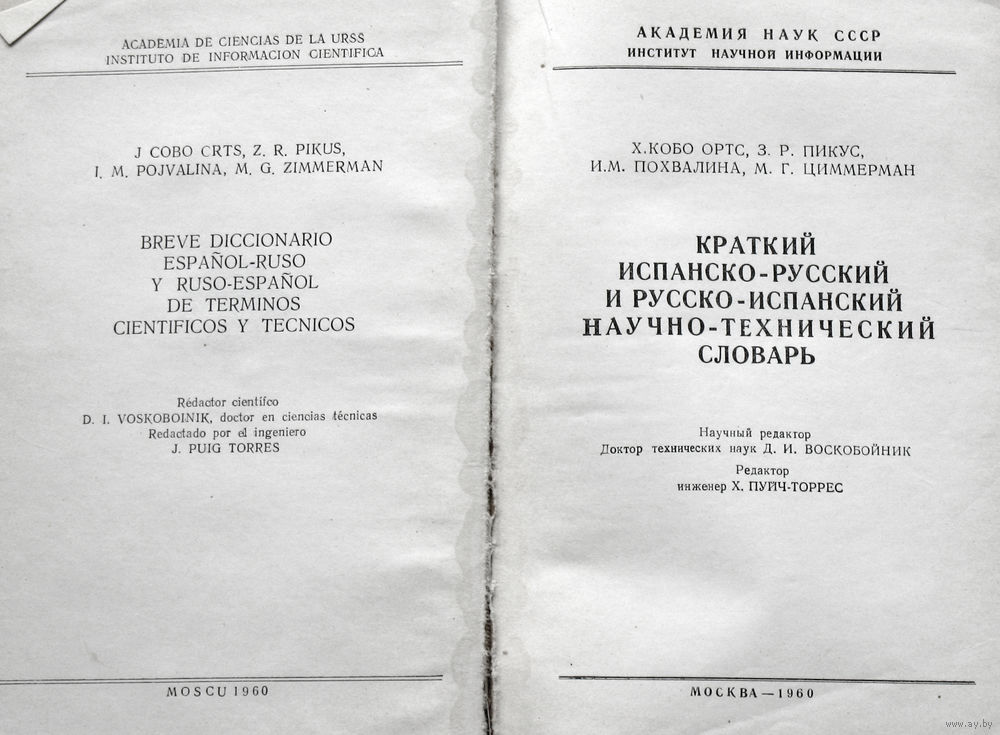 ACADEMIA DE CIENCIAS DE LA URSS
INSTITUTO DE INFORMACION CIENTIFICA
J COBO CRTS, Z. R. PIKUS,
I. M. POJVALINA, M. G. ZIMMERMAN
BREVE DICCIONARIO
ESPAÑOL-RUSO
Y RUSO-ESPAÑOL
DE TERMINOS
CIENTIFICOS Y TECNICOS
Rédactor científco
D. I. VOSKOBOINIK, doctor en ciencias técnicas
Redactado por el ingeniero
J. PUIG TORRES
MOSCU 1960
АКАДЕМИЯ НАУК СССР
ИНСТИТУТ НАУЧНОЙ ИНФОРМАЦИИ
Х.КОБО ОРТС, З. Р. ПИКУС,
И.М. ПОХВАЛИНА, М. Г. ЦИММЕРМАН
КРАТКИЙ
ИСПАНСКО-РУССКИЙ
И РУССКО-ИСПАНСКИЙ
НАУЧНО-ТЕХНИЧЕСКИЙ
СЛОВАРЬ
Научный редактор
Доктор технических наук Д. И. ВОСКОБОЙНИК
Редактор
инженер Х. ПУЙЧ-ТОРРЕС
МОСКВА—1960
www.ay.by